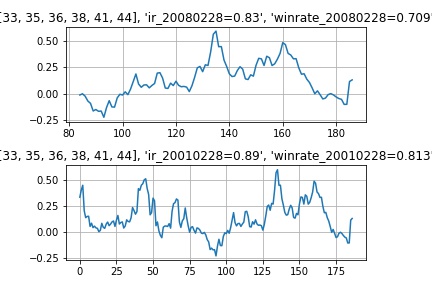 [33, 35, 36, 38, 41, 44], 'ir_20080228=0.83', 'winrate_20080228=0.709'
0.50
0.25
0.00
−0.25
80 100 120 140 160 180
[33, 35, 36, 38, 41, 44], 'ir_20010228=0.89', 'winrate_20010228=0.813'
0.50
0.25
0.00
−0.25
0 25 50 75 100 125 150 175